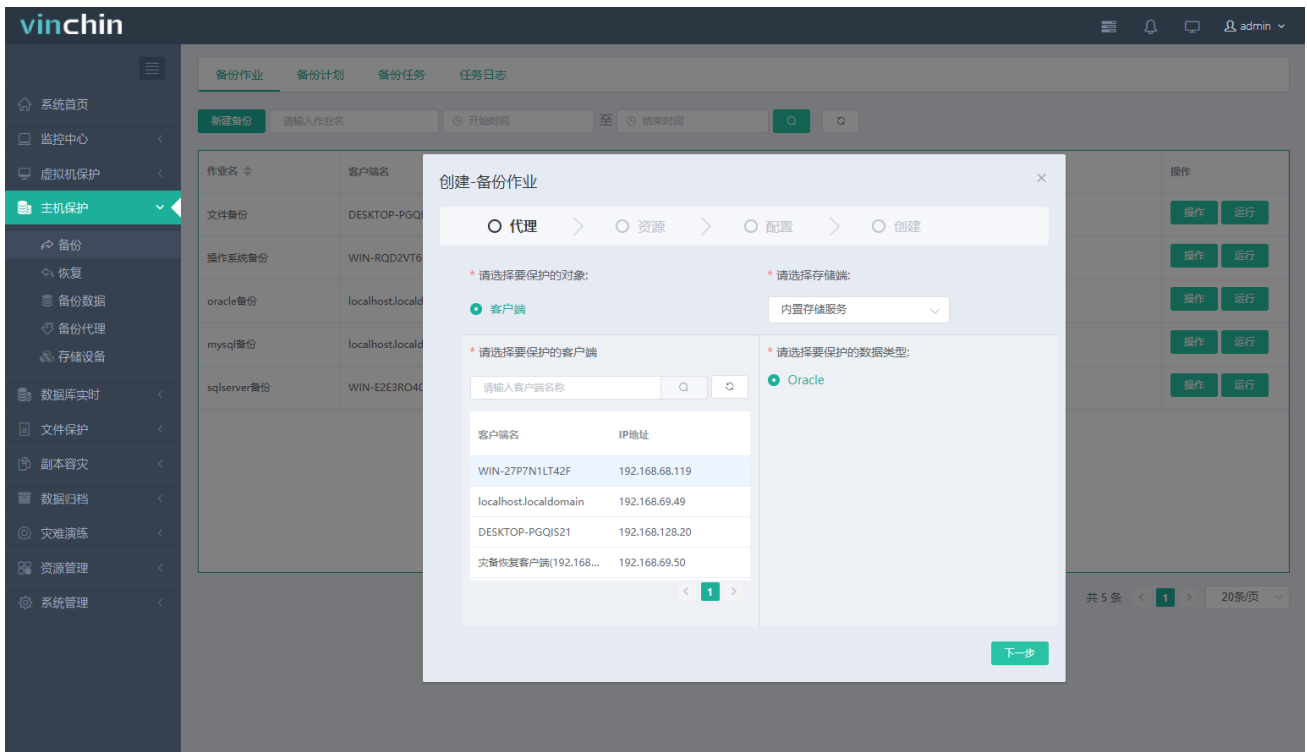 vinchin
admin
系统首页
监控中心
虚拟机保护
主机保护
备份
恢复
备份数据
备份代理
存储设备
数据库实时
文件保护
副本容灾
数据归档
灾难演练
资源管理
系统管理
备份作业 备份计划 备份任务 任务日志
新建备份 请输入作业名 开始时间 至 结束时间
作业名 客户端名 操作
文件备份 DESKTOP-PGQI 操作 运行
操作系统备份 WIN-RQD2VT6 操作 运行
oracle备份 localhost.locald 操作 运行
mysql备份 localhost.locald 操作 运行
sqlserver备份 WIN-E2E3RO4C 操作 运行
共 5 条 1 20条/页
创建-备份作业
代理 资源 配置 创建
* 请选择要保护的对象: * 请选择存储端:
客户端 内置存储服务
* 请选择要保护的客户端 * 请选择要保护的数据类型:
请输入客户端名称 Oracle
客户端名 IP地址
WIN-27P7N1LT42F 192.168.68.119
localhost.localdomain 192.168.69.49
DESKTOP-PGQIS21 192.168.128.20
灾备恢复客户端(192.168... 192.168.69.50
1
下一步